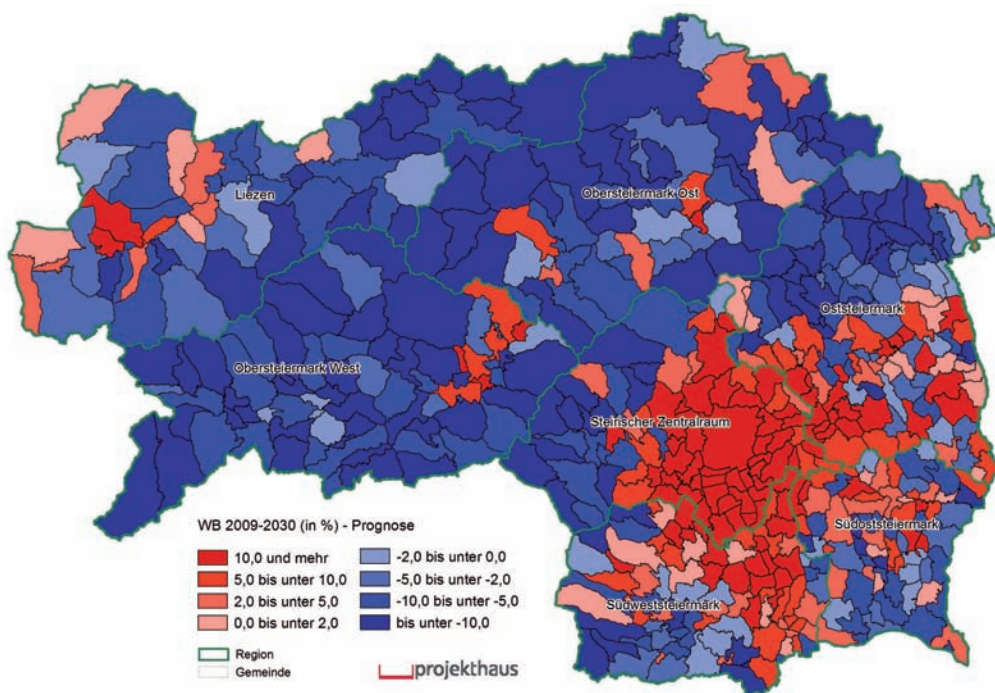 Liezen
Obersteiermark Ost
Oststeiermark
Obersteiermark West
Steirischer Zentralraum
Südoststeiermark
Südweststeiermark
WB 2009-2030 (in %) - Prognose
10,0 und mehr
5,0 bis unter 10,0
2,0 bis unter 5,0
0,0 bis unter 2,0
-2,0 bis unter 0,0
-5,0 bis unter -2,0
-10,0 bis unter -5,0
bis unter -10,0
Region
Gemeinde
projekthaus